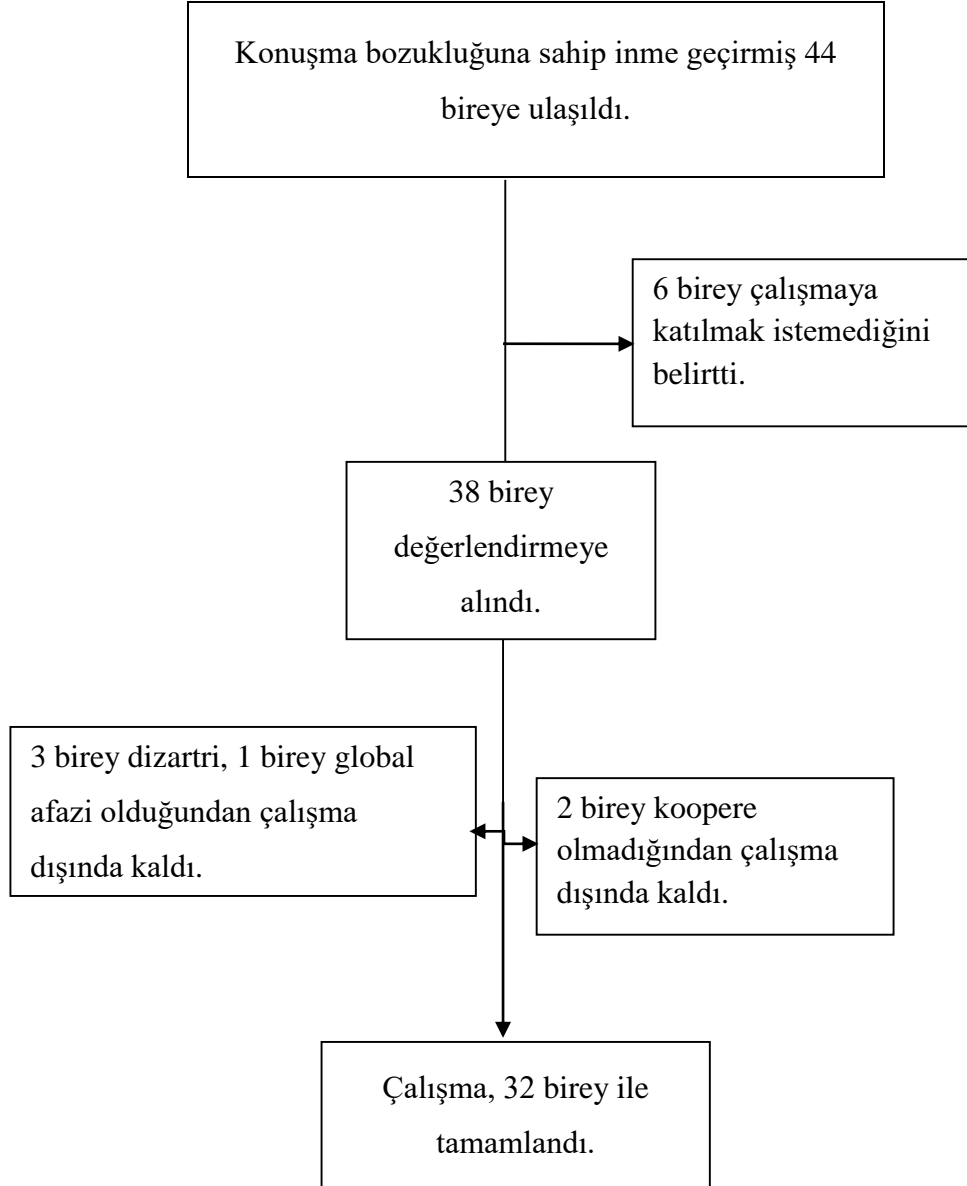 Konuşma bozukluğuna sahip inme geçirmiş 44
bireye ulaşıldı.
6 birey çalışmaya
katılmak istemediğini
belirtti.
38 birey
değerlendirmeye
alındı.
3 birey dizartri, 1 birey global
afazi olduğundan çalışma
dışında kaldı.
2 birey koopere
olmadığından çalışma
dışında kaldı.
Çalışma, 32 birey ile
tamamlandı.